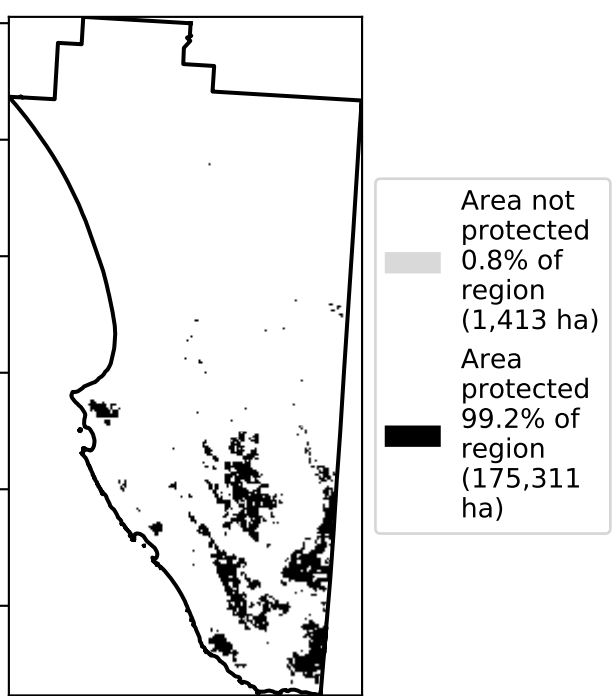 Area not
protected
0.8% of
region
(1,413 ha)
Area
protected
99.2% of
region
(175,311
ha)